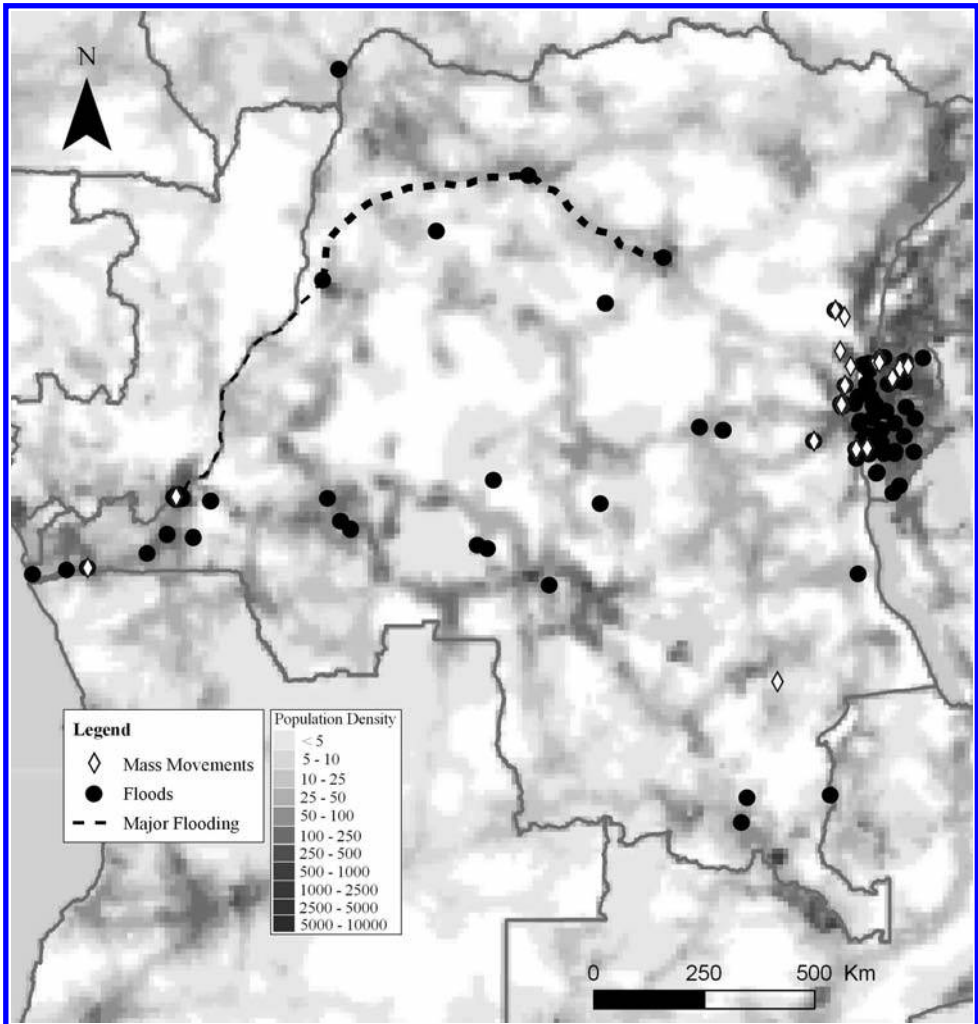 N
Legend
Mass Movements
Floods
Major Flooding
Population Density
< 5
5 - 10
10 - 25
25 - 50
50 - 100
100 - 250
250 - 500
500 - 1000
1000 - 2500
2500 - 5000
5000 - 10000
0 250 500 Km